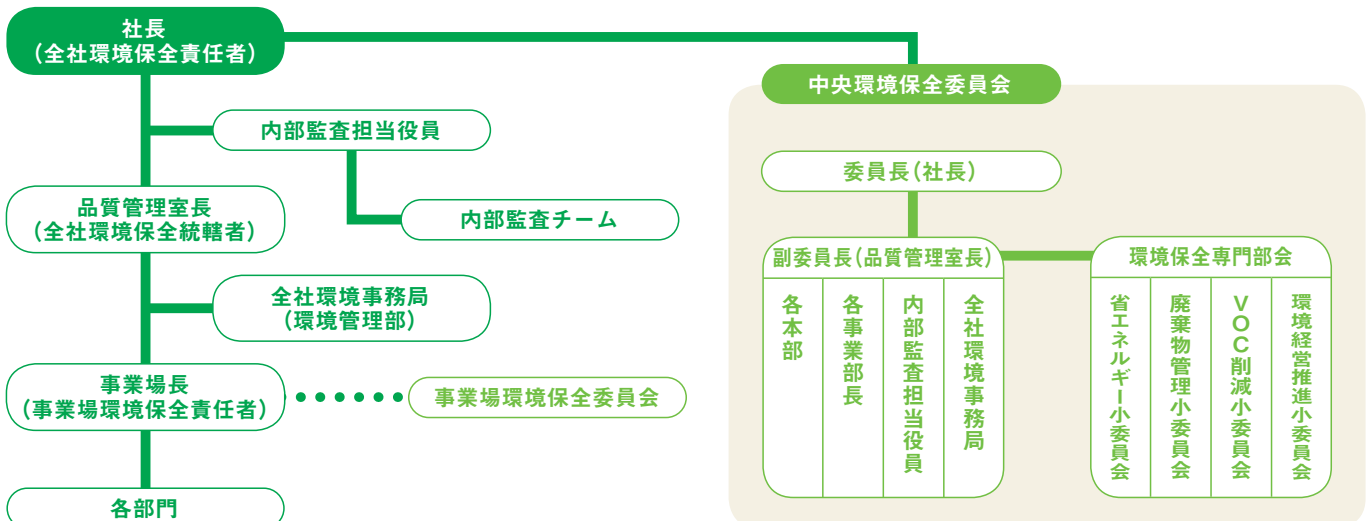 社長
（全社環境保全責任者）
内部監査担当役員
内部監査チーム
品質管理室長
（全社環境保全統轄者）
全社環境事務局
（環境管理部）
事業場長
（事業場環境保全責任者）
事業場環境保全委員会
各部門
中央環境保全委員会
委員長（社長）
副委員長（品質管理室長）
各本部
各事業部長
内部監査担当役員
全社環境事務局
環境保全専門部会
省エネルギー小委員会
廃棄物管理小委員会
VOC削減小委員会
環境経営推進小委員会